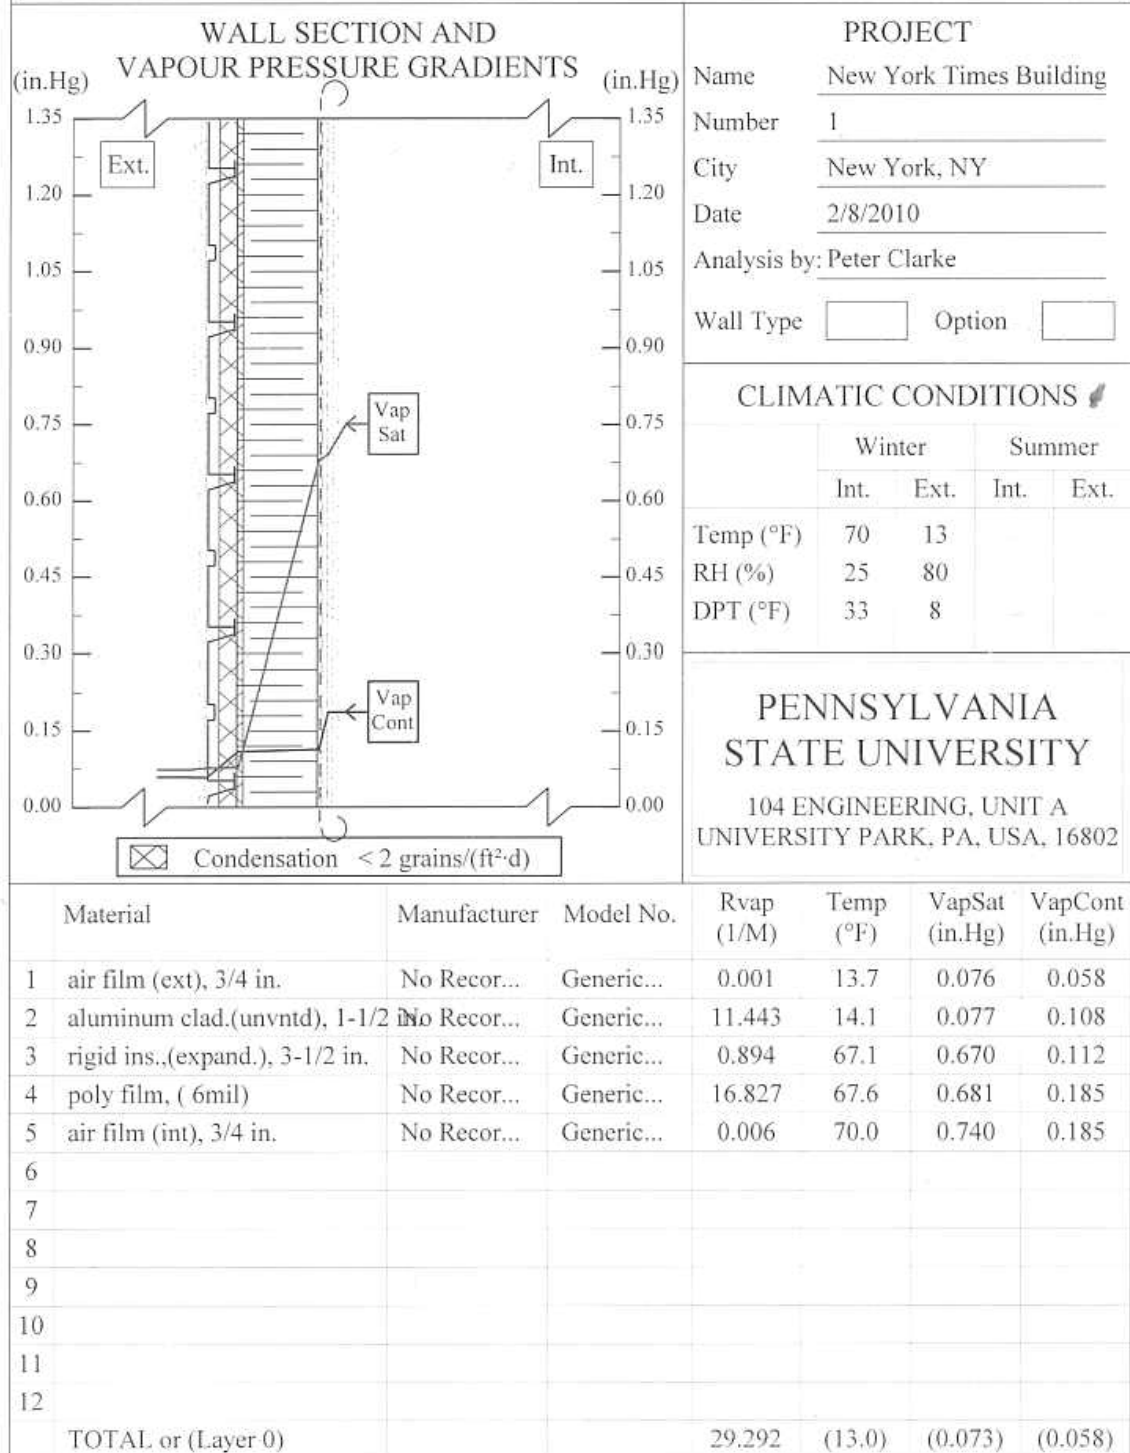 WALL SECTION AND
VAPOUR PRESSURE GRADIENTS
(in.Hg)
(in.Hg)
1.35
1.20
1.05
0.90
0.75
0.60
0.45
0.30
0.15
0.00
Ext.
Int.
1.35
1.20
1.05
0.90
0.75
0.60
0.45
0.30
0.15
0.00
Vap
Sat
Vap
Cont
Condensation < 2 grains/(ft²·d)
PROJECT
Name New York Times Building
Number 1
City New York, NY
Date 2/8/2010
Analysis by: Peter Clarke
Wall Type Option
CLIMATIC CONDITIONS
Winter Summer
Int. Ext. Int. Ext.
Temp (°F) 70 13
RH (%) 25 80
DPT (°F) 33 8
PENNSYLVANIA
STATE UNIVERSITY
104 ENGINEERING, UNIT A
UNIVERSITY PARK, PA, USA, 16802
Material Manufacturer Model No. Rvap (1/M) Temp (°F) VapSat (in.Hg) VapCont (in.Hg)
1 air film (ext), 3/4 in. No Recor... Generic... 0.001 13.7 0.076 0.058
2 aluminum clad.(unvntd), 1-1/2 in. No Recor... Generic... 11.443 14.1 0.077 0.108
3 rigid ins.,(expand.), 3-1/2 in. No Recor... Generic... 0.894 67.1 0.670 0.112
4 poly film, ( 6mil) No Recor... Generic... 16.827 67.6 0.681 0.185
5 air film (int), 3/4 in. No Recor... Generic... 0.006 70.0 0.740 0.185
6
7
8
9
10
11
12
TOTAL or (Layer 0) 29.292 (13.0) (0.073) (0.058)